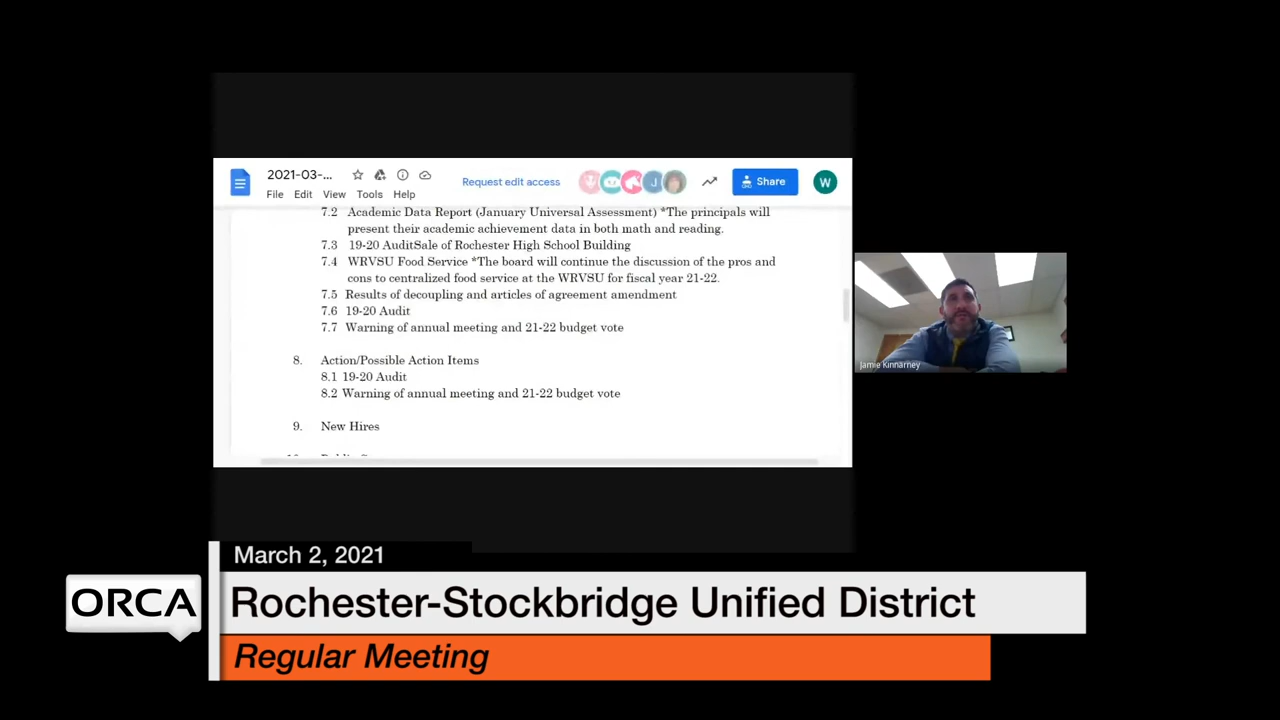 2021-03-...
File Edit View Tools Help
Request edit access
J
Share
W
7.2 Academic Data Report (January Universal Assessment) *The principals will
present their academic achievement data in both math and reading.
7.3 19-20 AuditSale of Rochester High School Building
7.4 WRVSU Food Service *The board will continue the discussion of the pros and
cons to centralized food service at the WRVSU for fiscal year 21-22.
7.5 Results of decoupling and articles of agreement amendment
7.6 19-20 Audit
7.7 Warning of annual meeting and 21-22 budget vote
8. Action/Possible Action Items
8.1 19-20 Audit
8.2 Warning of annual meeting and 21-22 budget vote
9. New Hires
Jamie Kinnarney
March 2, 2021
ORCA
Rochester-Stockbridge Unified District
Regular Meeting